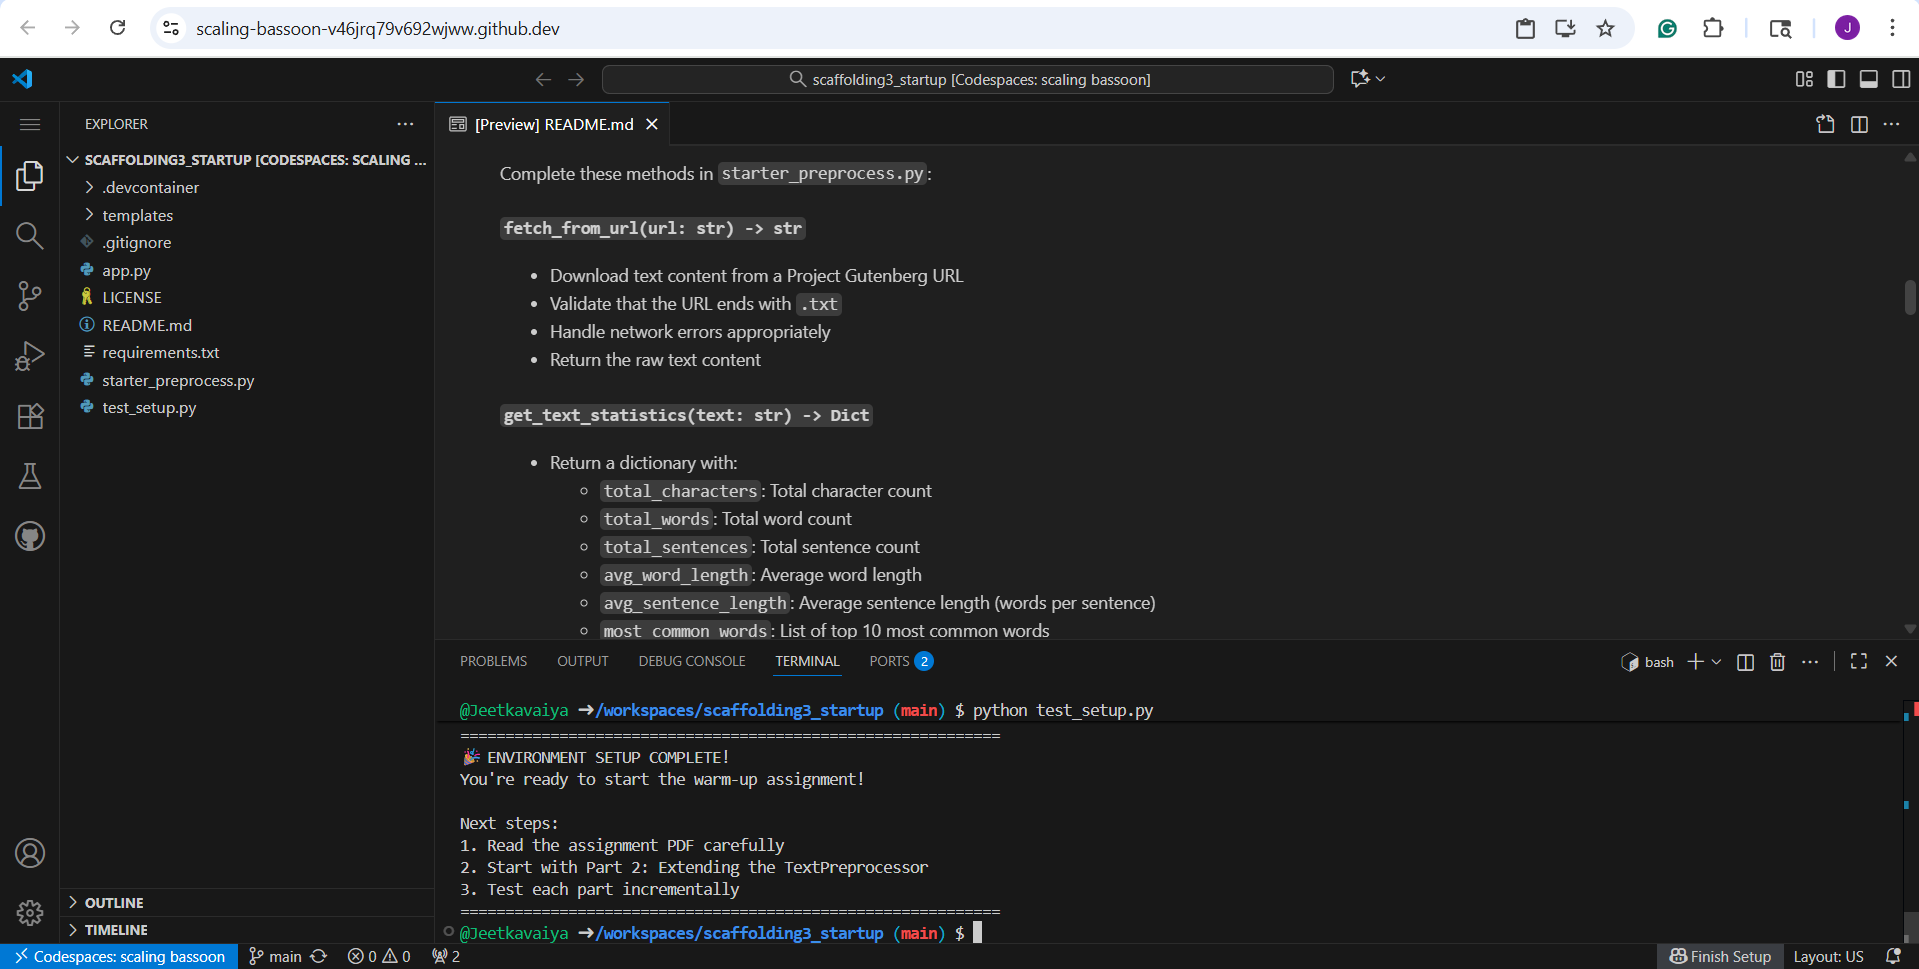 scaling-bassoon-v46jrq79v692wjww.github.dev
J
scaffolding3_startup [Codespaces: scaling bassoon]
EXPLORER
SCAFFOLDING3_STARTUP [CODESPACES: SCALING ...
.devcontainer
templates
.gitignore
app.py
LICENSE
README.md
requirements.txt
starter_preprocess.py
test_setup.py
OUTLINE
TIMELINE
[Preview] README.md
Complete these methods in starter_preprocess.py:
fetch_from_url(url: str) -> str
• Download text content from a Project Gutenberg URL
• Validate that the URL ends with .txt
• Handle network errors appropriately
• Return the raw text content
get_text_statistics(text: str) -> Dict
• Return a dictionary with:
◦ total_characters: Total character count
◦ total_words: Total word count
◦ total_sentences: Total sentence count
◦ avg_word_length: Average word length
◦ avg_sentence_length: Average sentence length (words per sentence)
◦ most_common_words: List of top 10 most common words
PROBLEMS OUTPUT DEBUG CONSOLE TERMINAL PORTS 2
bash
@Jeetkavaiya ➜/workspaces/scaffolding3_startup (main) $ python test_setup.py
============================================================
🎉 ENVIRONMENT SETUP COMPLETE!
You're ready to start the warm-up assignment!
Next steps:
1. Read the assignment PDF carefully
2. Start with Part 2: Extending the TextPreprocessor
3. Test each part incrementally
============================================================
@Jeetkavaiya ➜/workspaces/scaffolding3_startup (main) $
Codespaces: scaling bassoon main 0 0 2 Finish Setup Layout: US